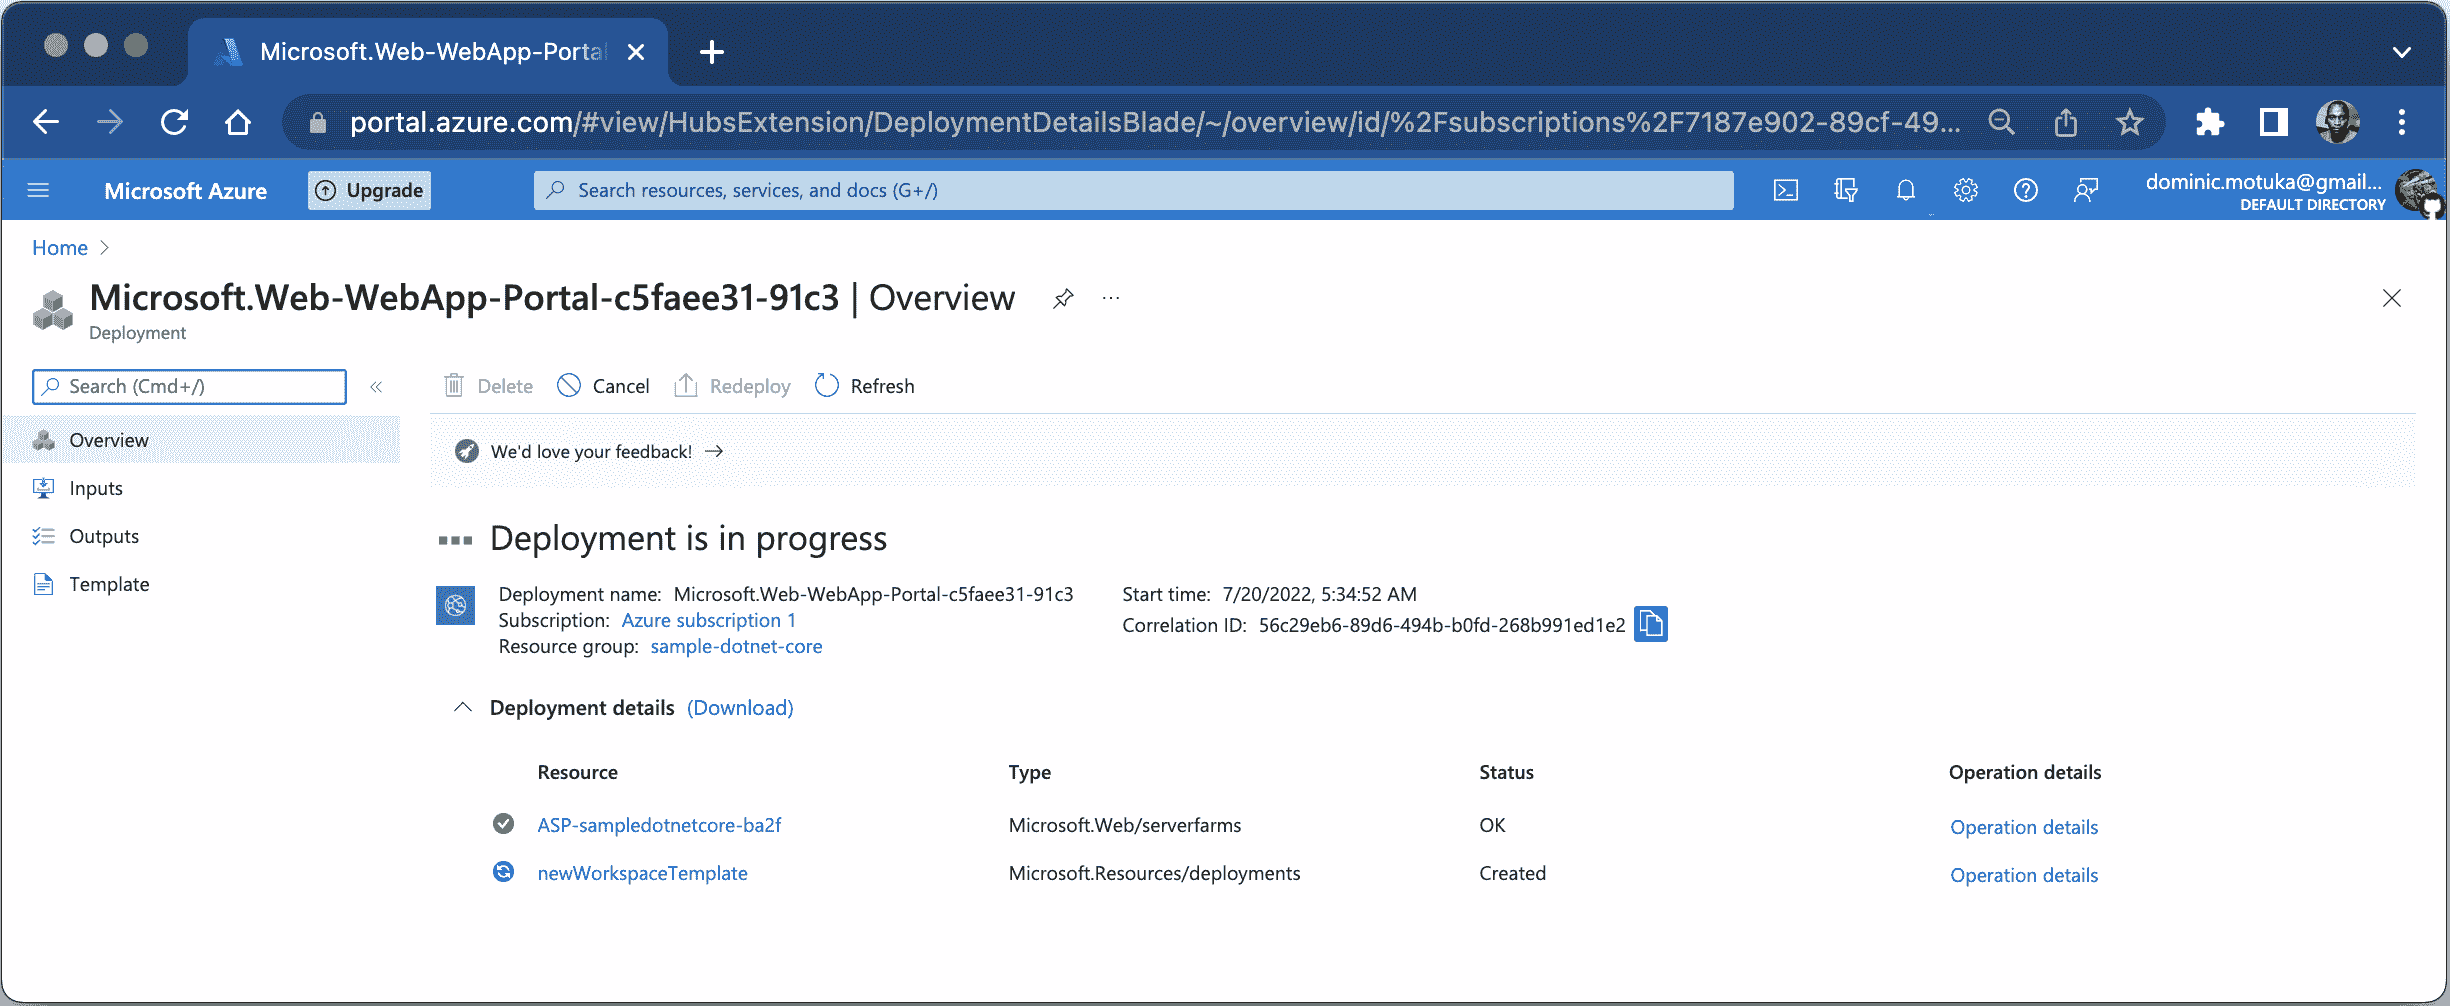 Microsoft.Web-WebApp-Portal
portal.azure.com/#view/HubsExtension/DeploymentDetailsBlade/~/overview/id/%2Fsubscriptions%2F7187e902-89cf-49...
Microsoft Azure
Upgrade
Search resources, services, and docs (G+/)
dominic.motuka@gmail...
DEFAULT DIRECTORY
Home
Microsoft.Web-WebApp-Portal-c5faee31-91c3 | Overview
...
Deployment
Search (Cmd+/)
«
Delete
Cancel
Redeploy
Refresh
Overview
Inputs
Outputs
Template
We'd love your feedback! →
Deployment is in progress
Deployment name: Microsoft.Web-WebApp-Portal-c5faee31-91c3
Subscription: Azure subscription 1
Resource group: sample-dotnet-core
Start time: 7/20/2022, 5:34:52 AM
Correlation ID: 56c29eb6-89d6-494b-b0fd-268b991ed1e2
Deployment details (Download)
Resource Type Status Operation details
ASP-sampledotnetcore-ba2f Microsoft.Web/serverfarms OK Operation details
newWorkspaceTemplate Microsoft.Resources/deployments Created Operation details